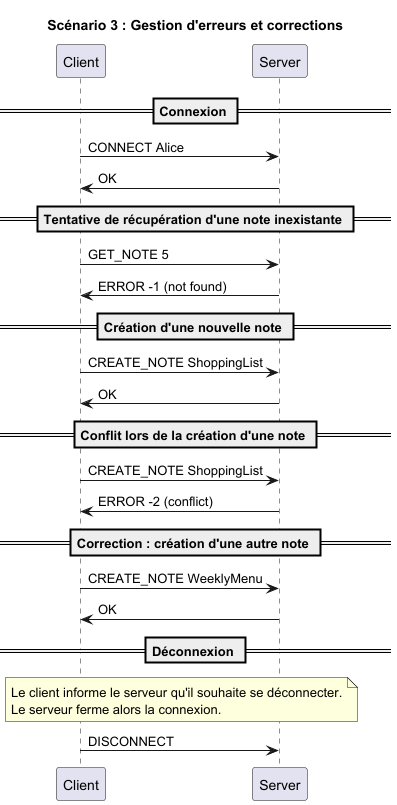 Scénario 3 : Gestion d'erreurs et corrections
Client
Server
Connexion
CONNECT Alice
OK
Tentative de récupération d'une note inexistante
GET_NOTE 5
ERROR -1 (not found)
Création d'une nouvelle note
CREATE_NOTE ShoppingList
OK
Conflit lors de la création d'une note
CREATE_NOTE ShoppingList
ERROR -2 (conflict)
Correction : création d'une autre note
CREATE_NOTE WeeklyMenu
OK
Déconnexion
Le client informe le serveur qu'il souhaite se déconnecter.
Le serveur ferme alors la connexion.
DISCONNECT
Client
Server